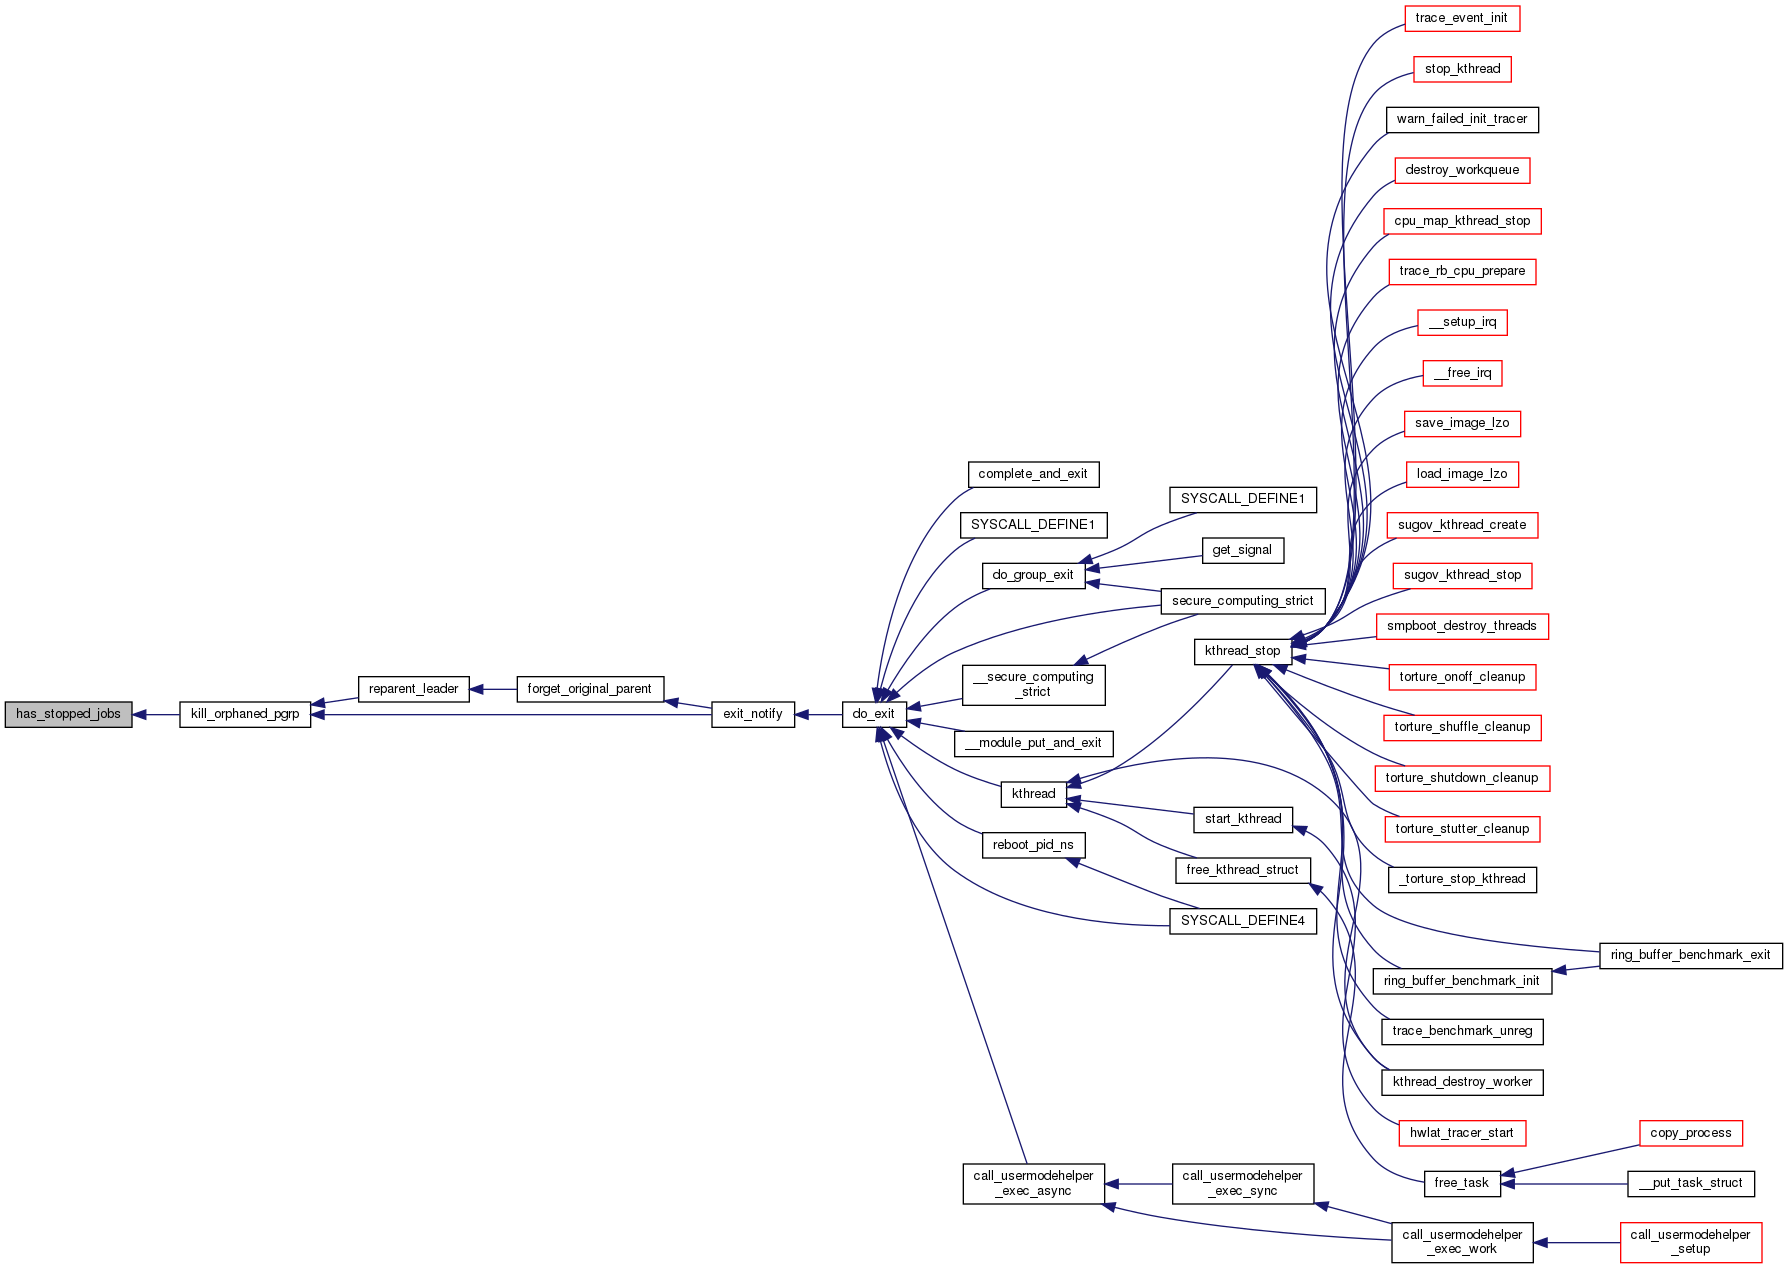 has_stopped_jobs
kill_orphaned_pgrp
reparent_leader
forget_original_parent
exit_notify
do_exit
complete_and_exit
SYSCALL_DEFINE1
do_group_exit
__secure_computing
_strict
__module_put_and_exit
kthread
reboot_pid_ns
call_usermodehelper
_exec_async
SYSCALL_DEFINE1
get_signal
secure_computing_strict
kthread_stop
start_kthread
free_kthread_struct
SYSCALL_DEFINE4
call_usermodehelper
_exec_sync
trace_event_init
stop_kthread
warn_failed_init_tracer
destroy_workqueue
cpu_map_kthread_stop
trace_rb_cpu_prepare
__setup_irq
__free_irq
save_image_lzo
load_image_lzo
sugov_kthread_create
sugov_kthread_stop
smpboot_destroy_threads
torture_onoff_cleanup
torture_shuffle_cleanup
torture_shutdown_cleanup
torture_stutter_cleanup
_torture_stop_kthread
ring_buffer_benchmark_init
trace_benchmark_unreg
kthread_destroy_worker
hwlat_tracer_start
free_task
call_usermodehelper
_exec_work
ring_buffer_benchmark_exit
copy_process
__put_task_struct
call_usermodehelper
_setup